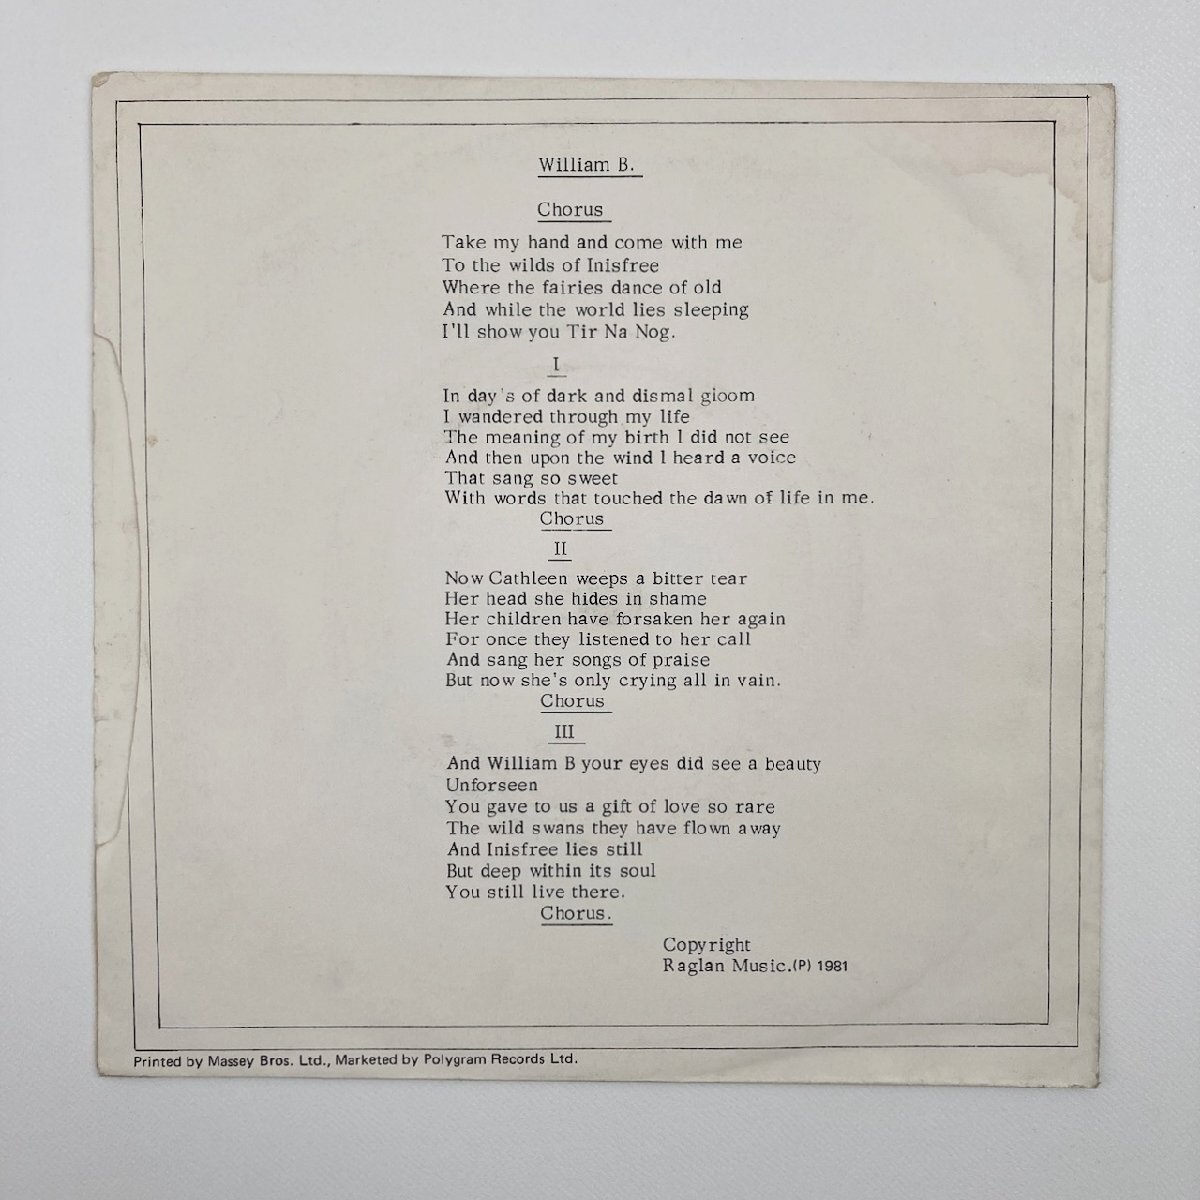 William B.
Chorus
Take my hand and come with me
To the wilds of Inisfree
Where the fairies dance of old
And while the world lies sleeping
I'll show you Tir Na Nog.
I
In day's of dark and dismal gloom
I wandered through my life
The meaning of my birth I did not see
And then upon the wind I heard a voice
That sang so sweet
With words that touched the dawn of life in me.
Chorus
II
Now Cathleen weeps a bitter tear
Her head she hides in shame
Her children have forsaken her again
For once they listened to her call
And sang her songs of praise
But now she's only crying all in vain.
Chorus
III
And William B your eyes did see a beauty
Unforseen
You gave to us a gift of love so rare
The wild swans they have flown away
And Inisfree lies still
But deep within its soul
You still live there.
Chorus.
Copyright
Raglan Music.(P) 1981
Printed by Massey Bros. Ltd., Marketed by Polygram Records Ltd.